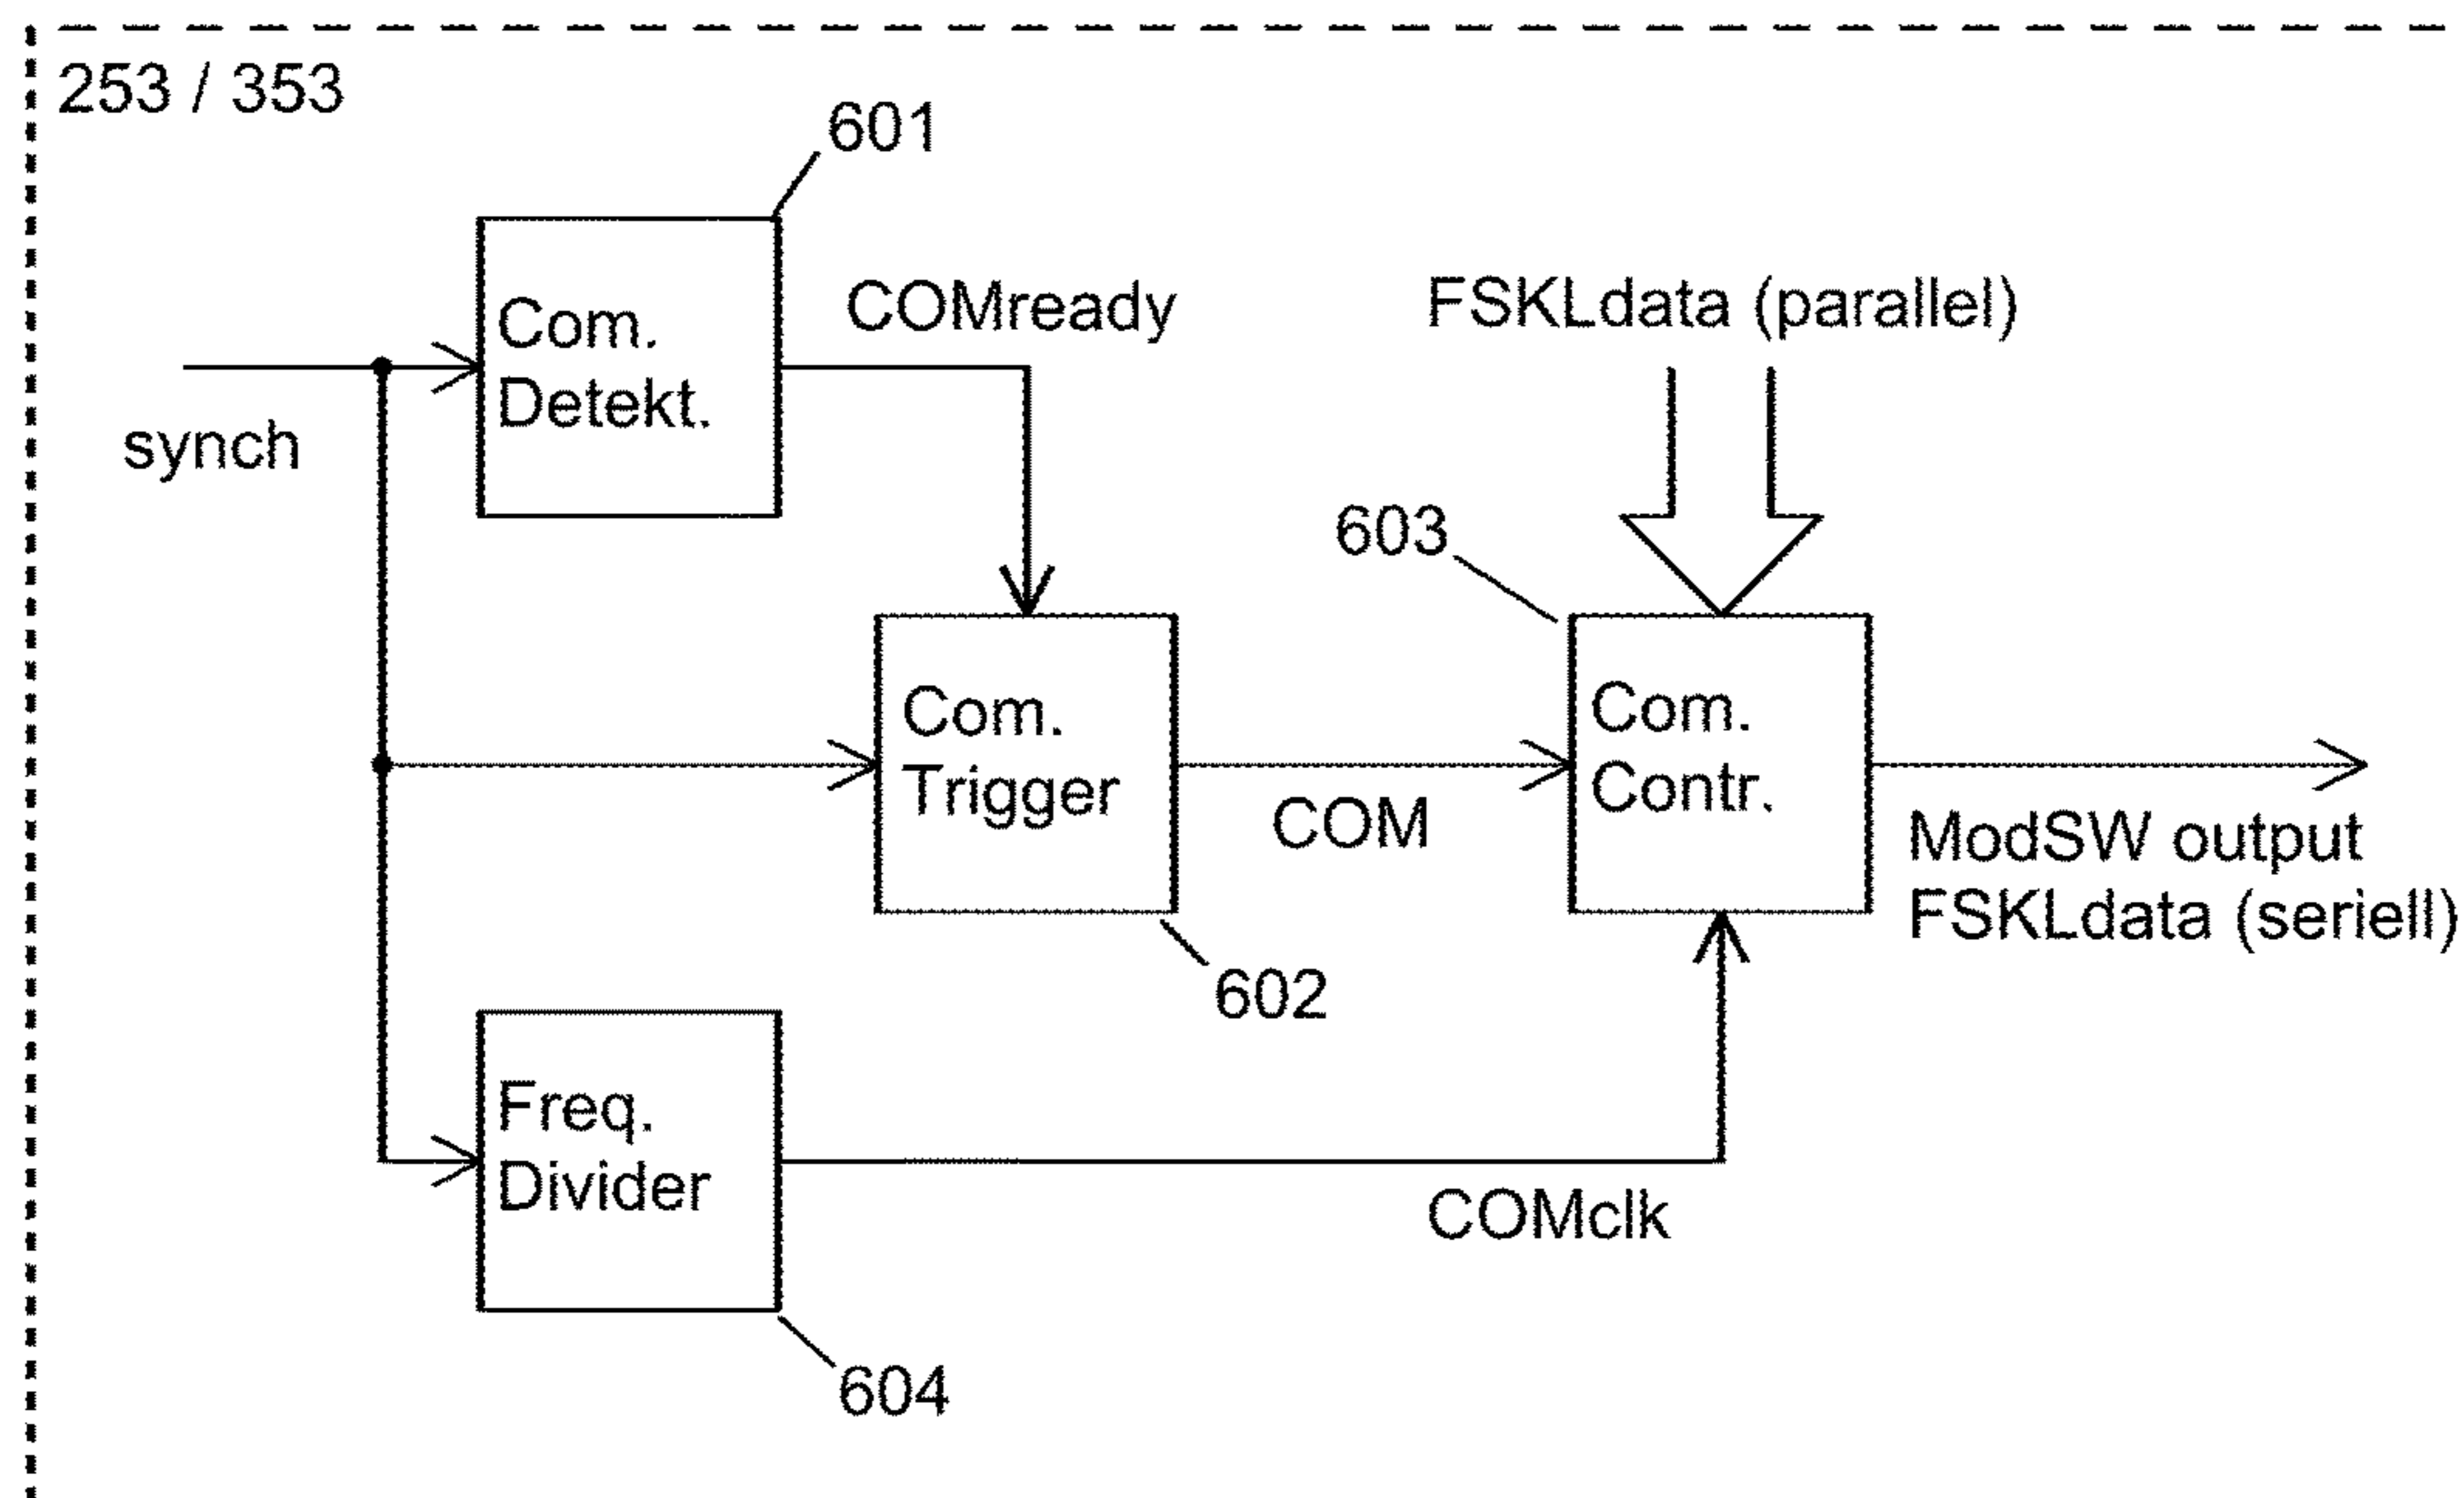 253 / 353
601
Com.
Detekt.
COMready
FSKLdata (parallel)
synch
603
Com.
Trigger
COM
Com.
Contr.
ModSW output
FSKLdata (seriell)
602
Freq.
Divider
COMclk
604